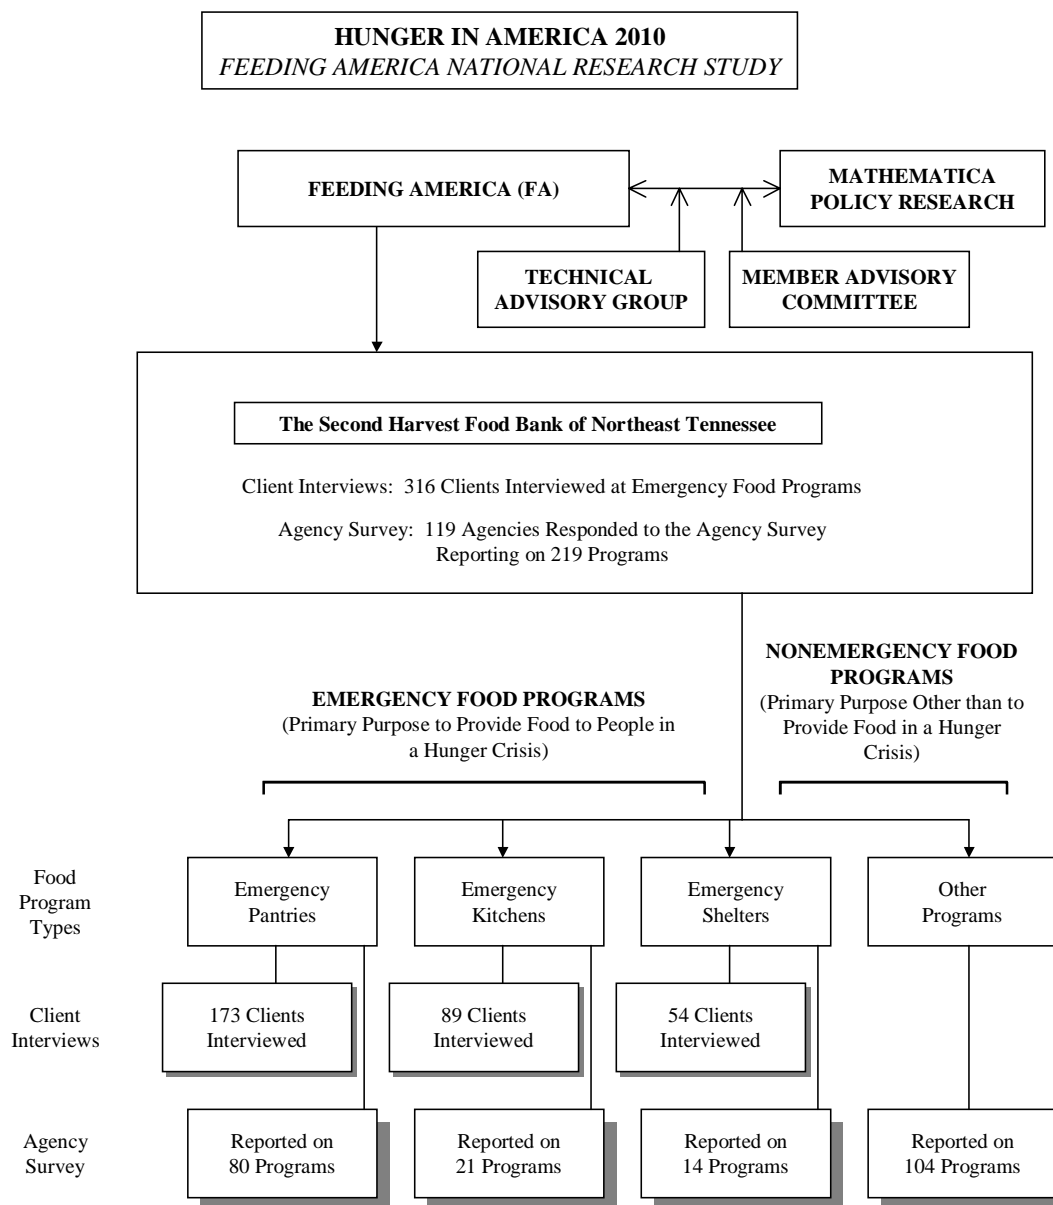 HUNGER IN AMERICA 2010
FEEDING AMERICA NATIONAL RESEARCH STUDY
FEEDING AMERICA (FA)
MATHEMATICA
POLICY RESEARCH
TECHNICAL
ADVISORY GROUP
MEMBER ADVISORY
COMMITTEE
The Second Harvest Food Bank of Northeast Tennessee
Client Interviews: 316 Clients Interviewed at Emergency Food Programs
Agency Survey: 119 Agencies Responded to the Agency Survey
Reporting on 219 Programs
EMERGENCY FOOD PROGRAMS
(Primary Purpose to Provide Food to People in
a Hunger Crisis)
NONEMERGENCY FOOD
PROGRAMS
(Primary Purpose Other than to
Provide Food in a Hunger
Crisis)
Food
Program
Types
Emergency
Pantries
Emergency
Kitchens
Emergency
Shelters
Other
Programs
Client
Interviews
173 Clients
Interviewed
89 Clients
Interviewed
54 Clients
Interviewed
Agency
Survey
Reported on
80 Programs
Reported on
21 Programs
Reported on
14 Programs
Reported on
104 Programs